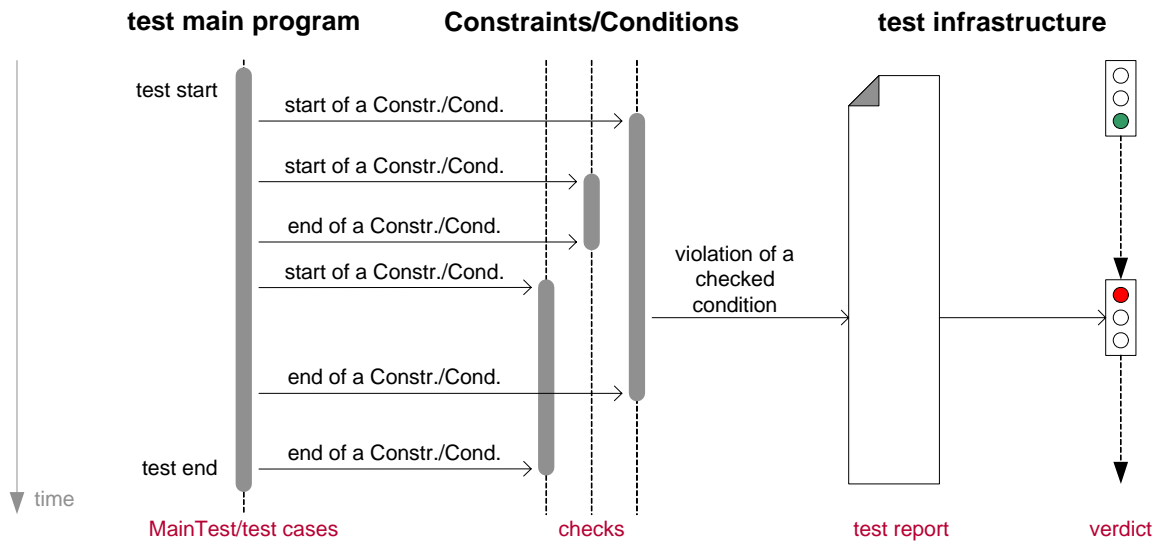 test main program
Constraints/Conditions
test infrastructure
test start
start of a Constr./Cond.
start of a Constr./Cond.
end of a Constr./Cond.
start of a Constr./Cond.
violation of a
checked
condition
end of a Constr./Cond.
end of a Constr./Cond.
test end
time
MainTest/test cases
checks
test report
verdict